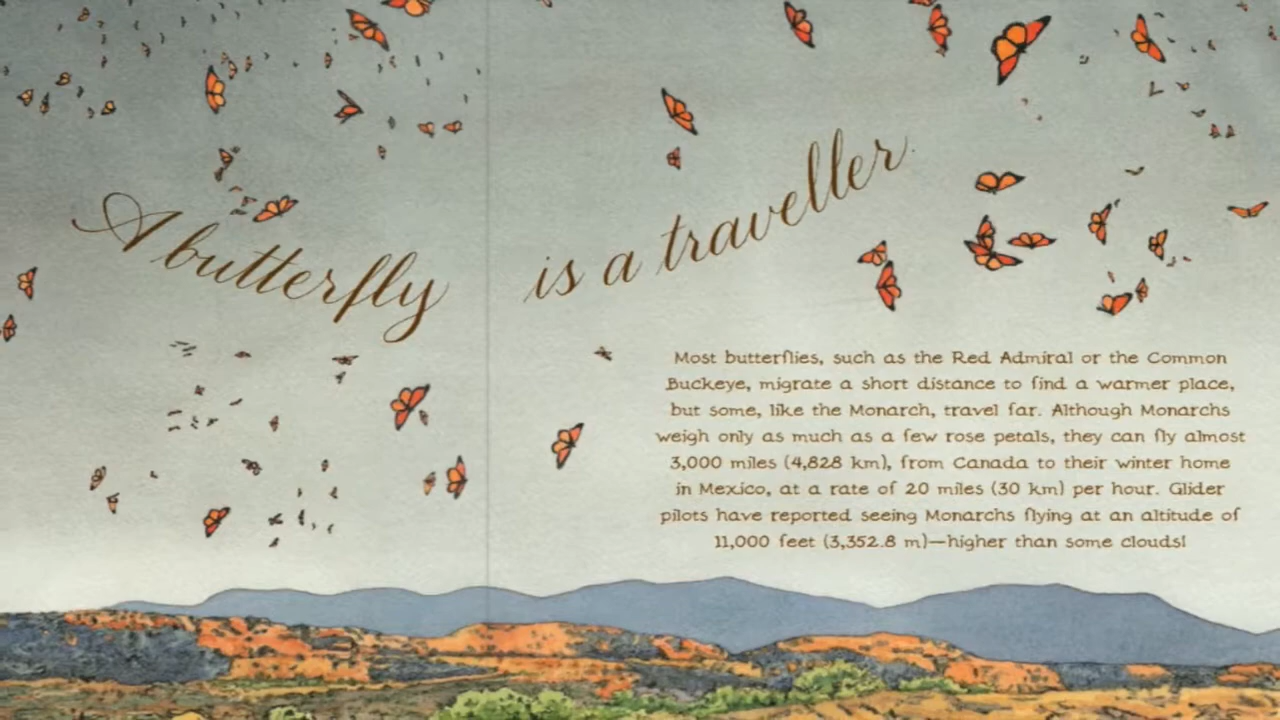 A butterfly is a traveller.
Most butterflies, such as the Red Admiral or the Common
Buckeye, migrate a short distance to find a warmer place,
but some, like the Monarch, travel far. Although Monarchs
weigh only as much as a few rose petals, they can fly almost
3,000 miles (4,828 km), from Canada to their winter home
in Mexico, at a rate of 20 miles (30 km) per hour. Glider
pilots have reported seeing Monarchs flying at an altitude of
11,000 feet (3,352.8 m)—higher than some clouds!